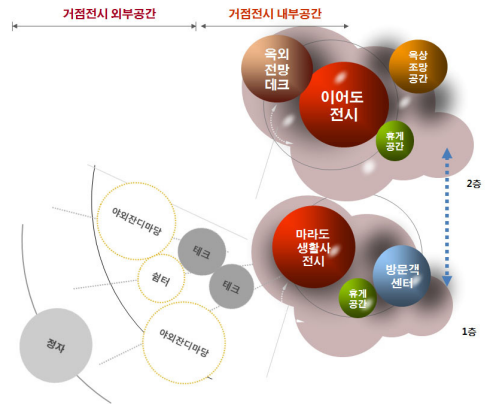 거점전시 외부공간
거점전시 내부공간
옥외
전망
데크
이어도
전시
옥상
조망
공간
휴게
공간
2층
야외잔디마당
테크
쉼터
테크
야외잔디마당
정자
마라도
생활사
전시
방문객
센터
휴게
공간
1층